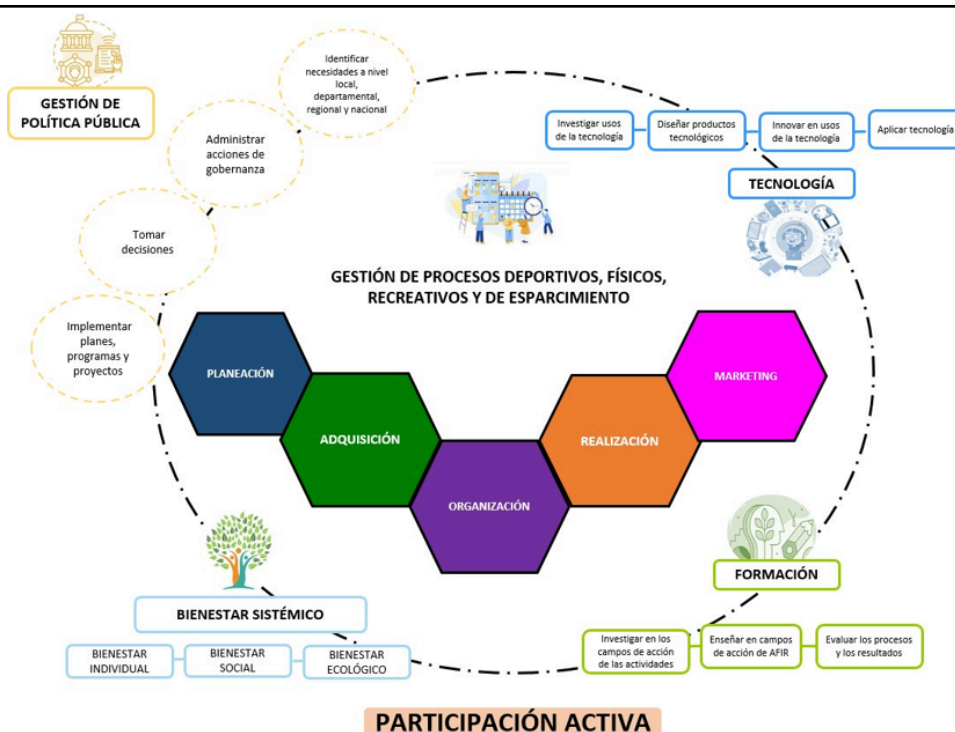 GESTIÓN DE
POLÍTICA PÚBLICA
Identificar
necesidades a nivel
local,
departamental,
regional y nacional
Administrar
acciones de
gobernanza
Tomar
decisiones
Implementar
planes,
programas y
proyectos
Investigar usos
de la tecnología
Diseñar productos
tecnológicos
Innovar en usos
de la tecnología
Aplicar tecnología
TECNOLOGÍA
GESTIÓN DE PROCESOS DEPORTIVOS, FÍSICOS,
RECREATIVOS Y DE ESPARCIMIENTO
PLANEACIÓN
ADQUISICIÓN
ORGANIZACIÓN
REALIZACIÓN
MARKETING
BIENESTAR SISTÉMICO
BIENESTAR
INDIVIDUAL
BIENESTAR
SOCIAL
BIENESTAR
ECOLÓGICO
FORMACIÓN
Investigar en los
campos de acción
de las actividades
Enseñar en campos
de acción de AFIR
Evaluar los procesos
y los resultados
PARTICIPACIÓN ACTIVA